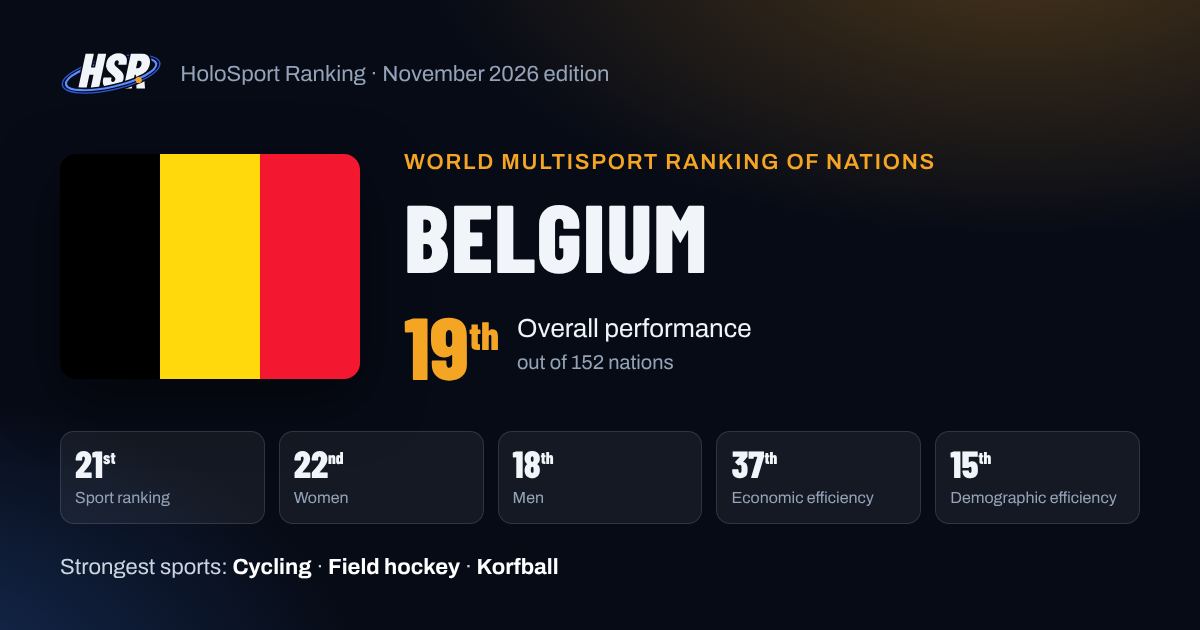 HSR
HoloSport Ranking · November 2026 edition
WORLD MULTISPORT RANKING OF NATIONS
BELGIUM
19th
Overall performance
out of 152 nations
21st
Sport ranking
22nd
Women
18th
Men
37th
Economic efficiency
15th
Demographic efficiency
Strongest sports: Cycling · Field hockey · Korfball